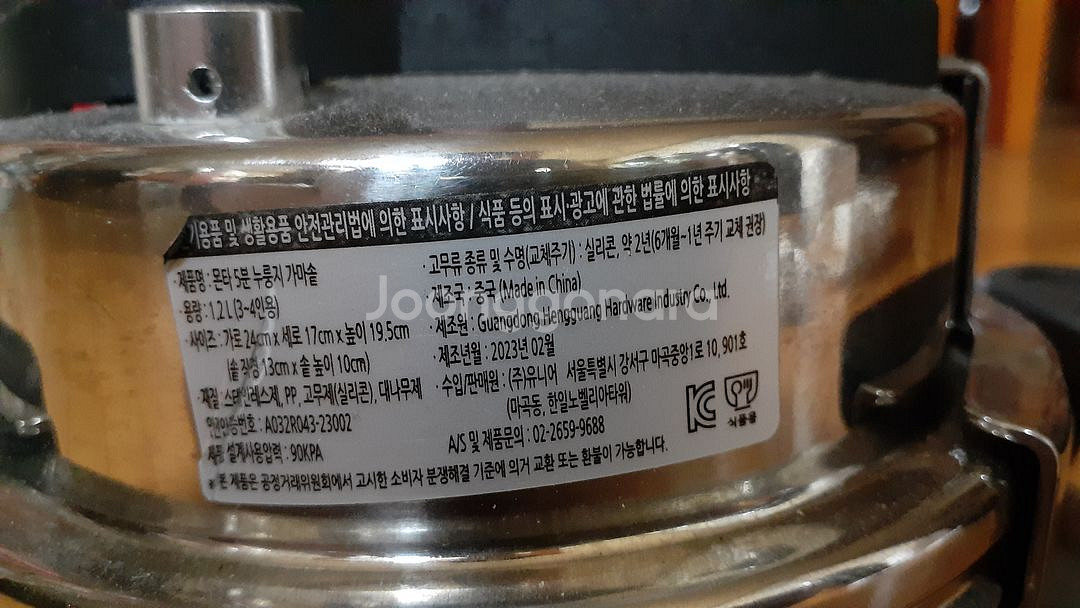 기용품 및 생활용품 안전관리법에 의한 표시사항 / 식품 등의 표시·광고에 관한 법률에 의한 표시사항
· 제품명 : 몬타 5분 누룽지 가마솥
· 용량 : 1.2L (3~4인용)
· 사이즈 : 가로 24cm x 세로 17cm x 높이 19.5cm
(솥 직경 13cm x 솥 높이 10cm)
· 재질 : 스테인레스제, PP, 고무제(실리콘), 대나무제
안전인증번호 : A032R043-23002
제품 설계사용압력 : 90KPA
· 고무류 종류 및 수명(교체주기) : 실리콘, 약 2년(6개월~1년 주기 교체 권장)
· 제조국 : 중국 (Made in China)
· 제조원 : Guangdong Hengguang Hardware Industry Co., Ltd.
· 제조년월 : 2023년 02월
· 수입/판매원 : (주)유니어 서울특별시 강서구 마곡중앙1로 10, 901호
(마곡동, 한일노벨리아타워)
A/S 및 제품문의 : 02-2659-9688
※ 본 제품은 공정거래위원회에서 고시한 소비자 분쟁해결 기준에 의거 교환 또는 환불이 가능합니다.
식품용
Joonggonara